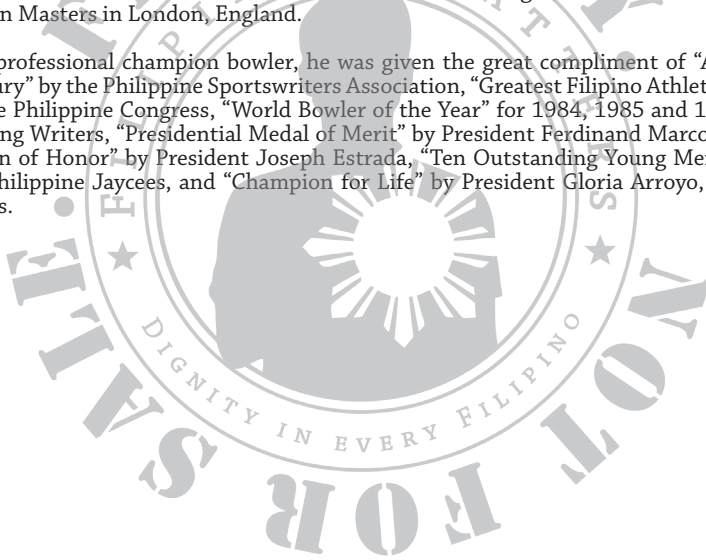 n Masters in London, England.
professional champion bowler, he was given the great compliment of “A
ury” by the Philippine Sportswriters Association, “Greatest Filipino Athlet
e Philippine Congress, “World Bowler of the Year” for 1984, 1985 and 1
ng Writers, “Presidential Medal of Merit” by President Ferdinand Marco
n of Honor” by President Joseph Estrada, “Ten Outstanding Young Me
hilippine Jaycees, and “Champion for Life” by President Gloria Arroyo,
s.
DIGNITY IN EVERY FILIPINO
NOT FOR SALE